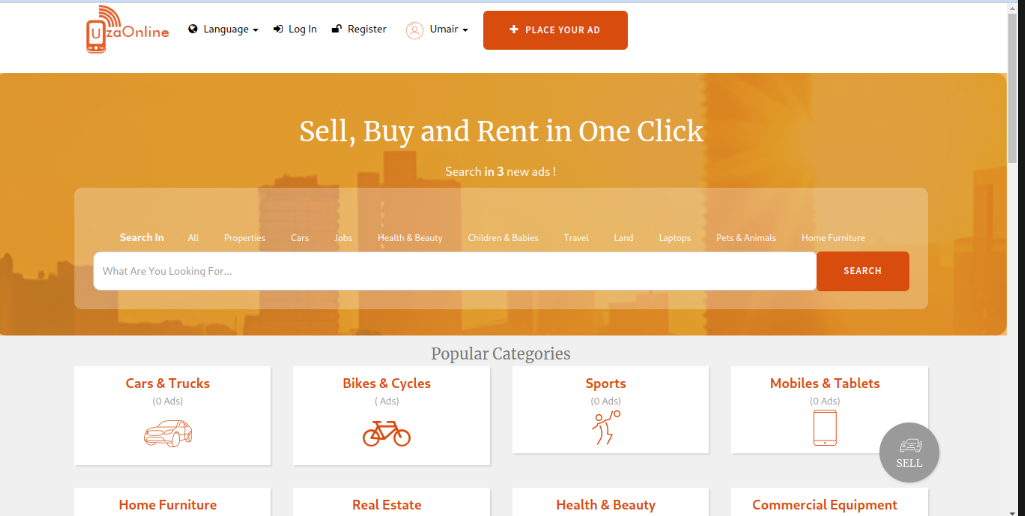 UzaOnline
Language
Log In
Register
Umair
PLACE YOUR AD
Sell, Buy and Rent in One Click
Search in 3 new ads !
Search In All Properties Cars Jobs Health & Beauty Children & Babies Travel Land Laptops Pets & Animals Home Furniture
What Are You Looking For...
SEARCH
Popular Categories
Cars & Trucks
(0 Ads)
Bikes & Cycles
( Ads)
Sports
(0 Ads)
Mobiles & Tablets
(0 Ads)
SELL
Home Furniture
Real Estate
Health & Beauty
Commercial Equipment